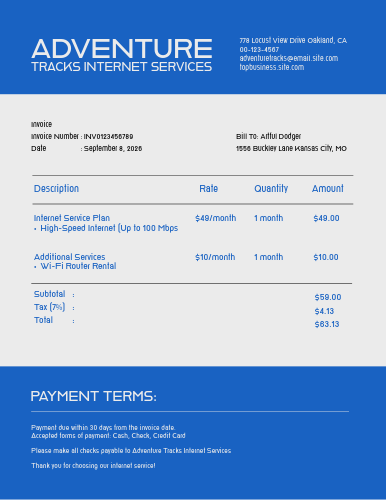 ADVENTURE
TRACKS INTERNET SERVICES
778 Locust View Drive Oakland, CA
00-123-4567
adventuretracks@email.site.com
topbusiness.site.com
Invoice
Invoice Number : INV0123456789
Date : September 8, 2026
Bill To: Artful Dodger
1556 Buckley Lane Kansas City, MO
Description Rate Quantity Amount
Internet Service Plan $49/month 1 month $49.00
• High-Speed Internet (Up to 100 Mbps
Additional Services $10/month 1 month $10.00
• Wi-Fi Router Rental
Subtotal : $59.00
Tax (7%) : $4.13
Total : $63.13
PAYMENT TERMS:
Payment due within 30 days from the invoice date.
Accepted forms of payment: Cash, Check, Credit Card
Please make all checks payable to Adventure Tracks Internet Services
Thank you for choosing our internet service!